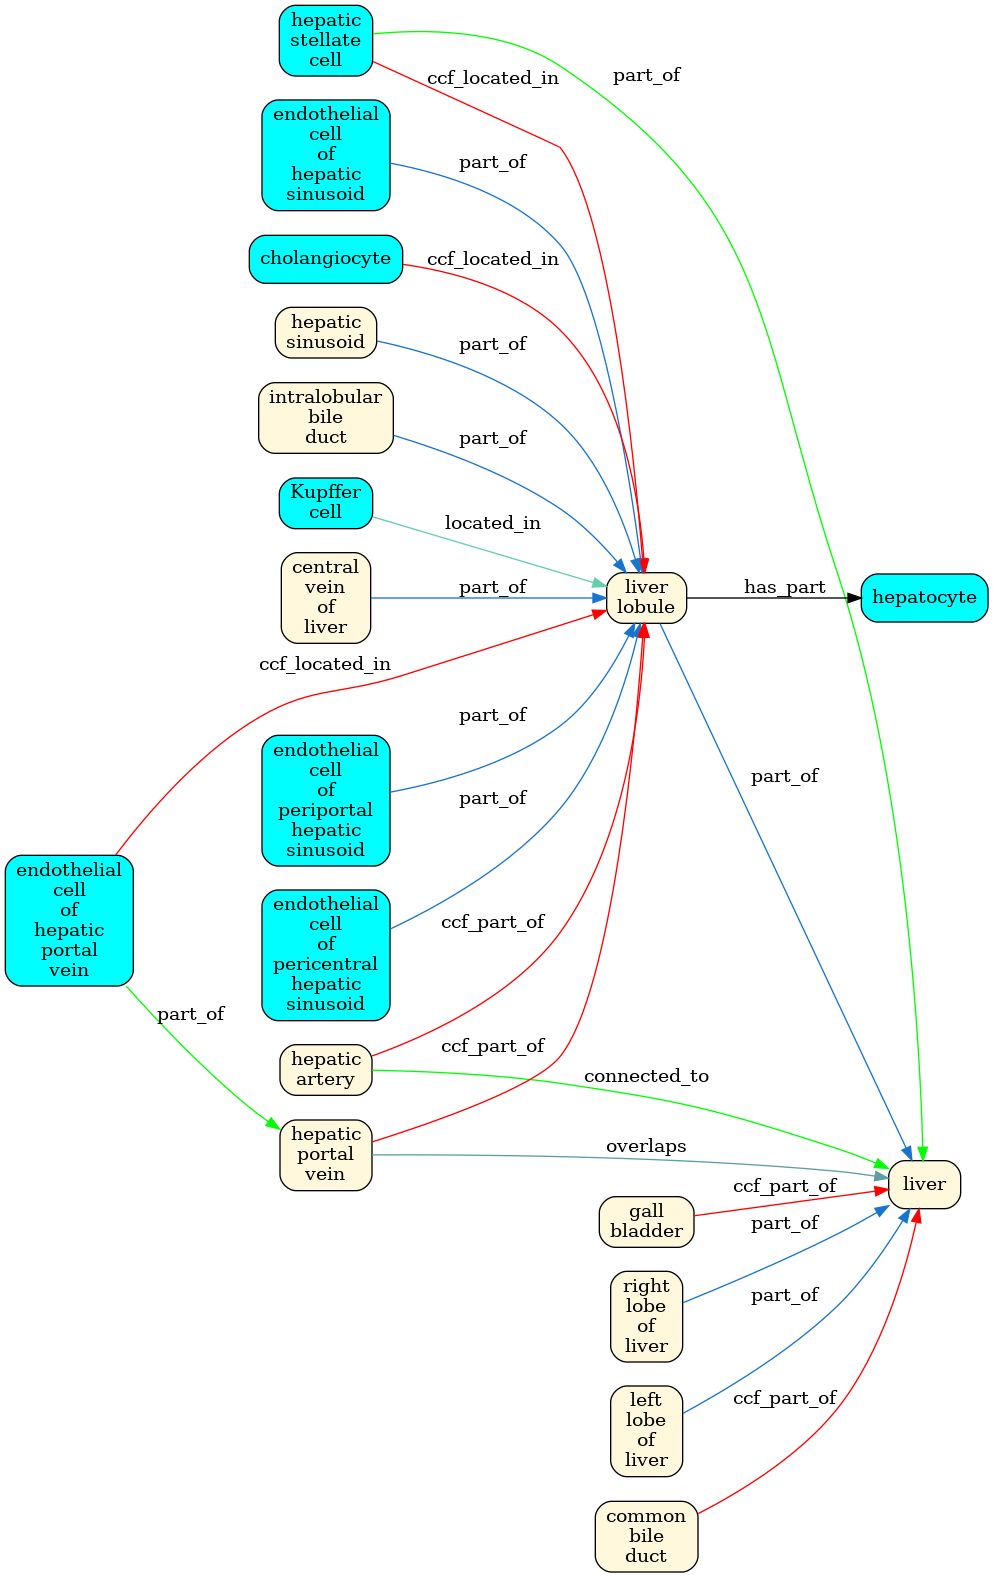 hepatic
stellate
cell
part_of
ccf_located_in
endothelial
cell
of
hepatic
sinusoid
part_of
cholangiocyte
ccf_located_in
hepatic
sinusoid
part_of
intralobular
bile
duct
part_of
Kupffer
cell
located_in
central
vein
of
liver
part_of
liver
lobule
has_part
hepatocyte
ccf_located_in
endothelial
cell
of
periportal
hepatic
sinusoid
part_of
part_of
part_of
endothelial
cell
of
hepatic
portal
vein
endothelial
cell
of
pericentral
hepatic
sinusoid
ccf_part_of
part_of
hepatic
artery
ccf_part_of
connected_to
hepatic
portal
vein
overlaps
liver
gall
bladder
ccf_part_of
right
lobe
of
liver
part_of
left
lobe
of
liver
part_of
common
bile
duct
ccf_part_of